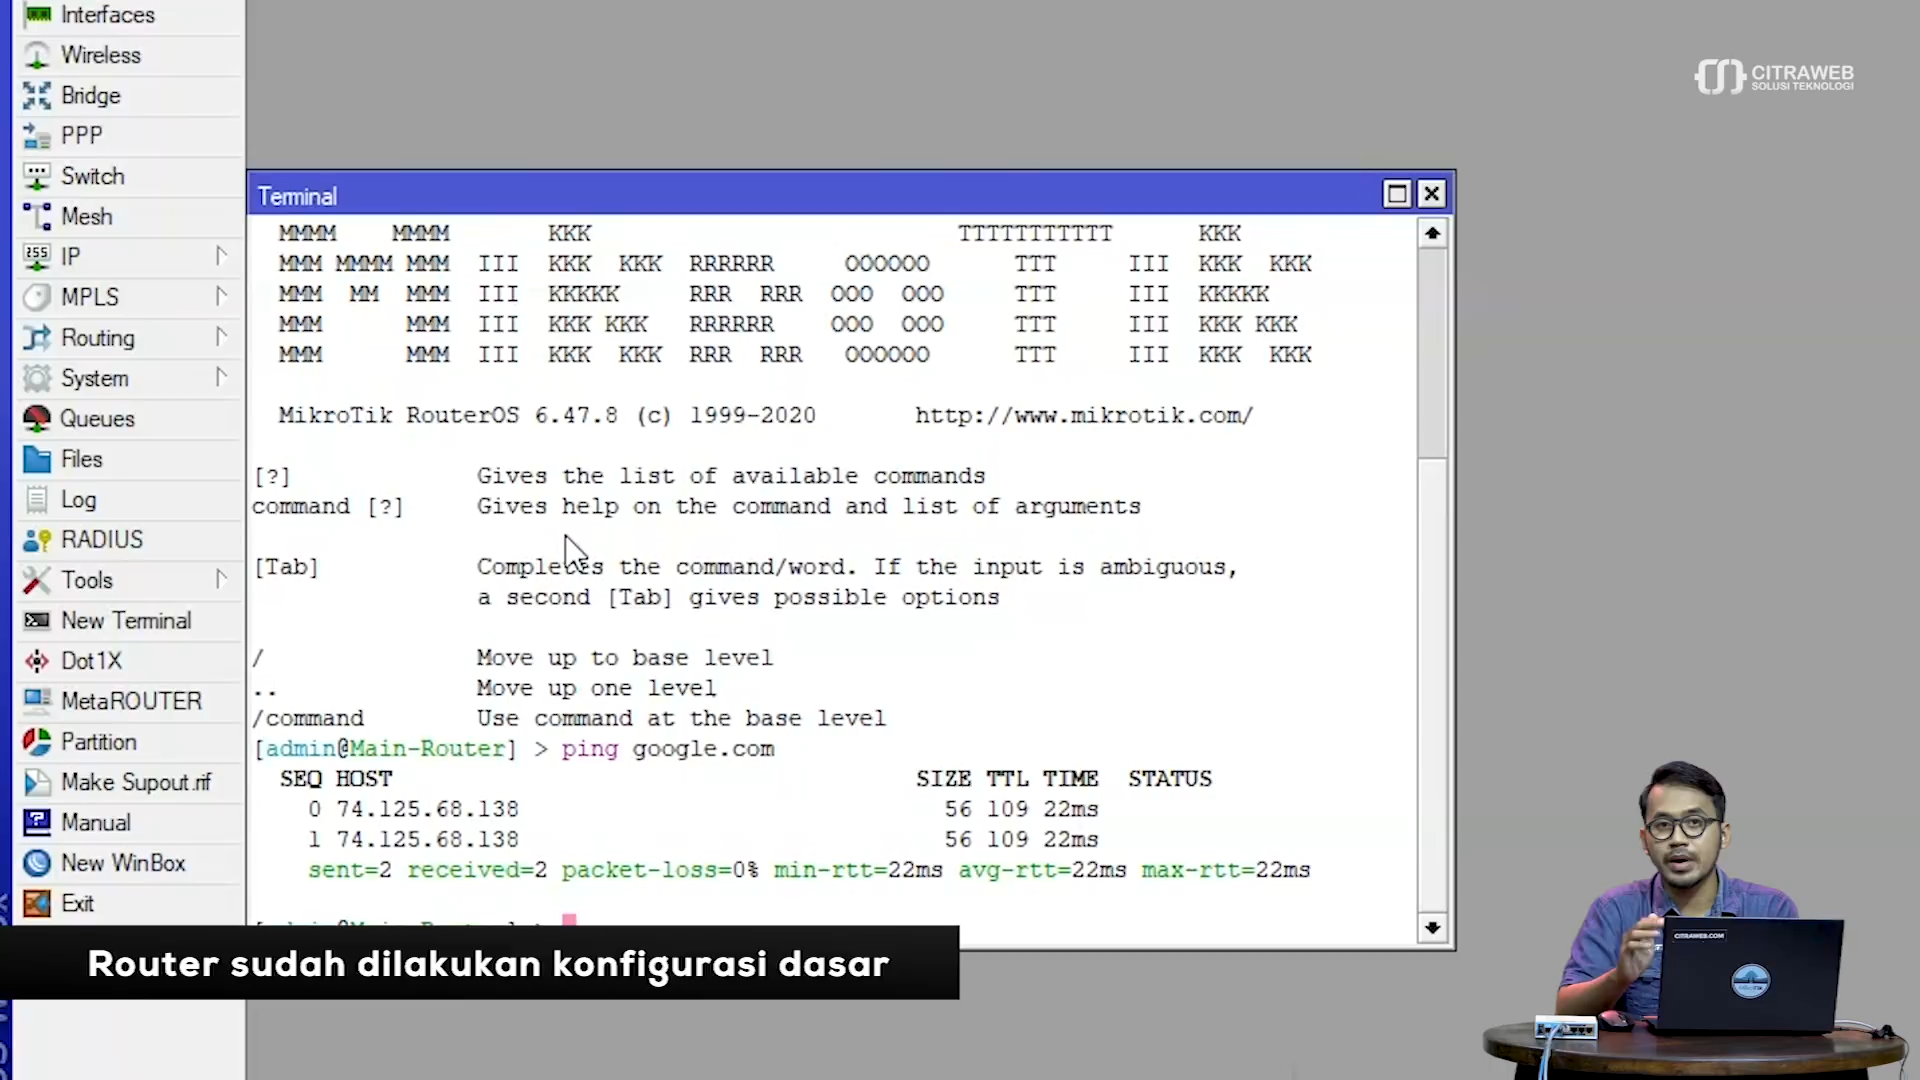 Interfaces
Wireless
Bridge
PPP
Switch
Mesh
IP
MPLS
Routing
System
Queues
Files
Log
RADIUS
Tools
New Terminal
Dot1X
MetaROUTER
Partition
Make Supout.rif
Manual
New WinBox
Exit
CITRAWEB
SOLUSI TEKNOLOGI
Terminal
MMMM    MMMM       KKK                          TTTTTTTTTTT      KKK
MMM MMMM MMM  III  KKK  KKK  RRRRRR     OOOOOO      TTT     III  KKK  KKK
MMM  MM  MMM  III  KKKKK     RRR  RRR  OOO  OOO     TTT     III  KKKKK
MMM      MMM  III  KKK KKK   RRRRRR    OOO  OOO     TTT     III  KKK KKK
MMM      MMM  III  KKK  KKK  RRR  RRR   OOOOOO      TTT     III  KKK  KKK
MikroTik RouterOS 6.47.8 (c) 1999-2020       http://www.mikrotik.com/
[?]             Gives the list of available commands
command [?]     Gives help on the command and list of arguments
[Tab]           Completes the command/word. If the input is ambiguous,
a second [Tab] gives possible options
/               Move up to base level
..              Move up one level
/command        Use command at the base level
[admin@Main-Router] > ping google.com
SEQ HOST                                     SIZE TTL TIME  STATUS
0 74.125.68.138                              56 109 22ms
1 74.125.68.138                              56 109 22ms
sent=2 received=2 packet-loss=0% min-rtt=22ms avg-rtt=22ms max-rtt=22ms
Router sudah dilakukan konfigurasi dasar
CITRAWEB.COM